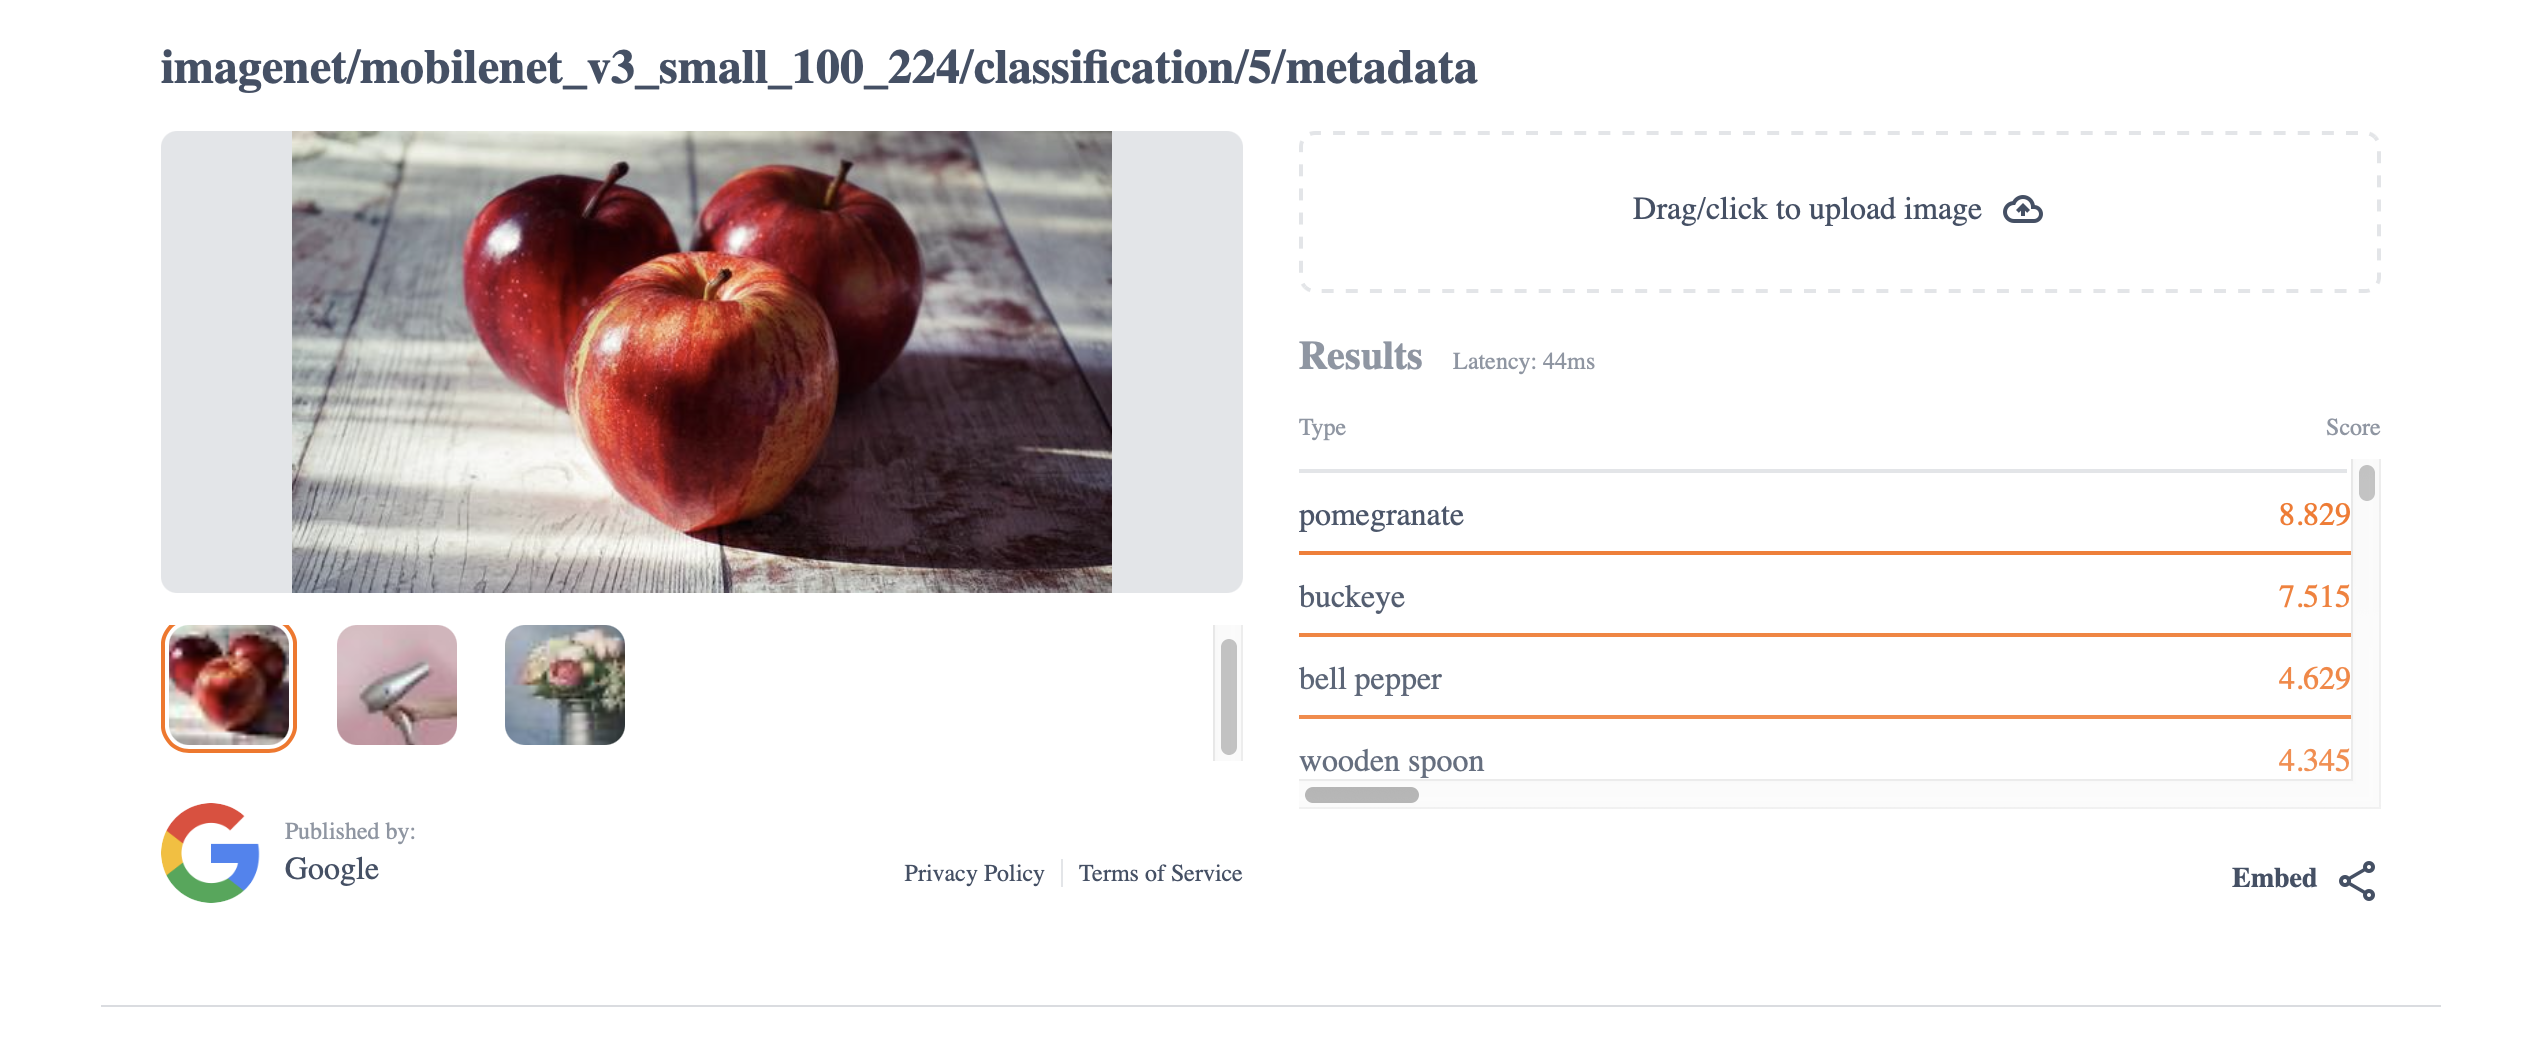 imagenet/mobilenet_v3_small_100_224/classification/5/metadata
Drag/click to upload image
Results Latency: 44ms
Type Score
pomegranate 8.829
buckeye 7.515
bell pepper 4.629
wooden spoon 4.345
Published by:
Google
Privacy Policy Terms of Service
Embed